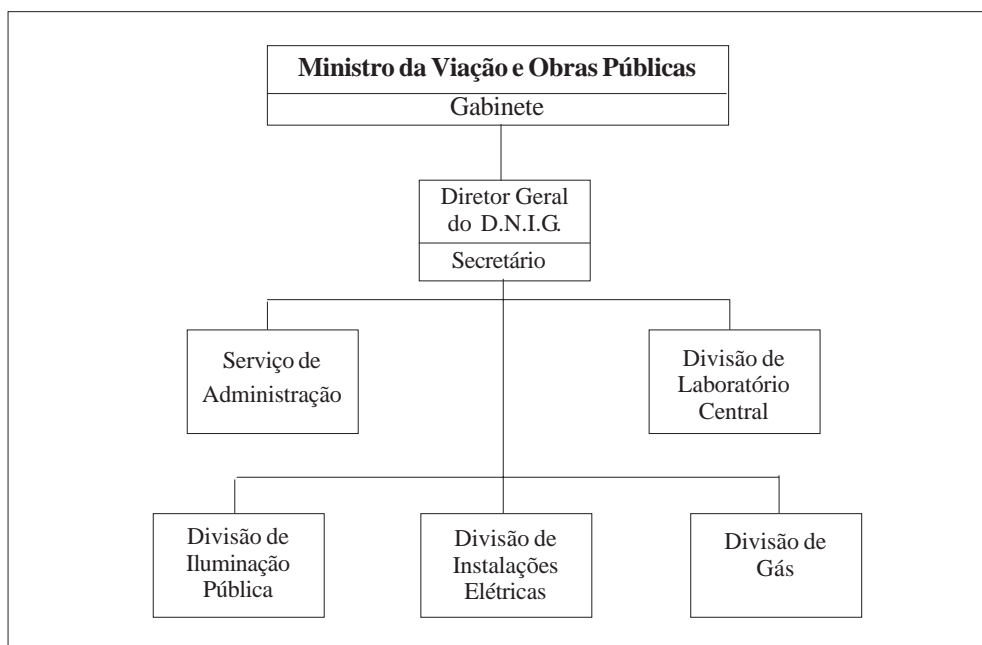 Ministro da Viação e Obras Públicas
Gabinete
Diretor Geral
do D.N.I.G.
Secretário
Serviço de
Administração
Divisão de
Laboratório
Central
Divisão de
Iluminação
Pública
Divisão de
Instalações
Elétricas
Divisão de
Gás